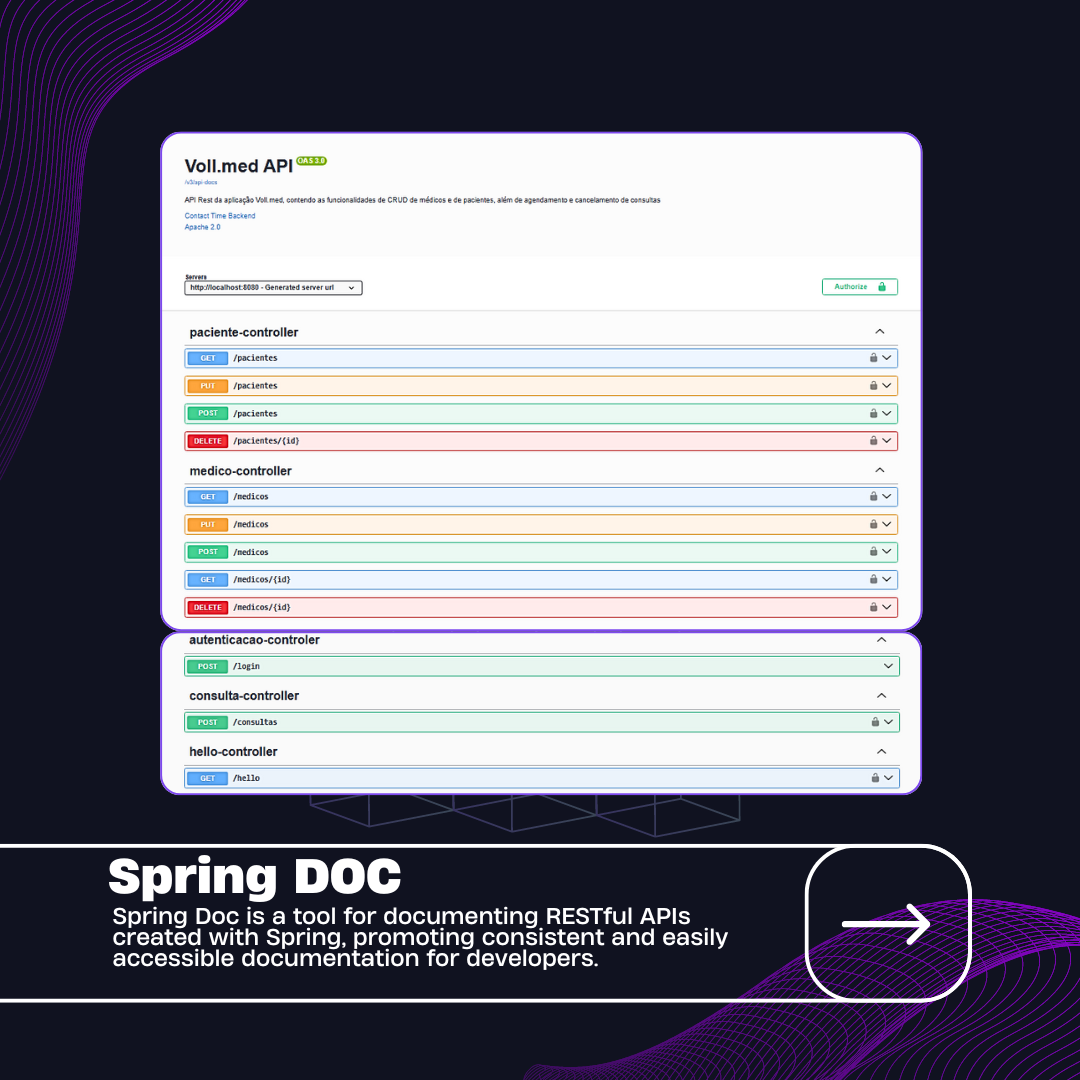 Voll.med API OAS 3.0
/v3/api-docs
API Rest da aplicação Voll.med, contendo as funcionalidades de CRUD de médicos e de pacientes, além de agendamento e cancelamento de consultas
Contact Time Backend
Apache 2.0
Servers
http://localhost:8080 - Generated server url
Authorize
paciente-controller
GET /pacientes
PUT /pacientes
POST /pacientes
DELETE /pacientes/{id}
medico-controller
GET /medicos
PUT /medicos
POST /medicos
GET /medicos/{id}
DELETE /medicos/{id}
autenticacao-controler
POST /login
consulta-controller
POST /consultas
hello-controller
GET /hello
Spring DOC
Spring Doc is a tool for documenting RESTful APIs
created with Spring, promoting consistent and easily
accessible documentation for developers.